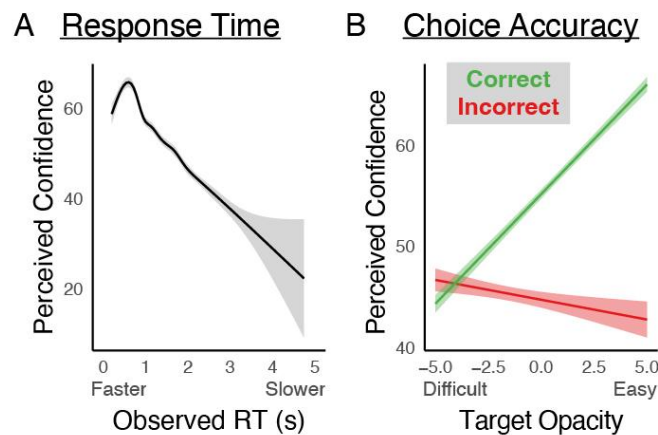 A Response Time
Perceived Confidence
60
40
20
0 1 2 3 4 5
Faster Slower
Observed RT (s)
B Choice Accuracy
Correct
Incorrect
Perceived Confidence
60
50
40
−5.0 −2.5 0.0 2.5 5.0
Difficult Easy
Target Opacity